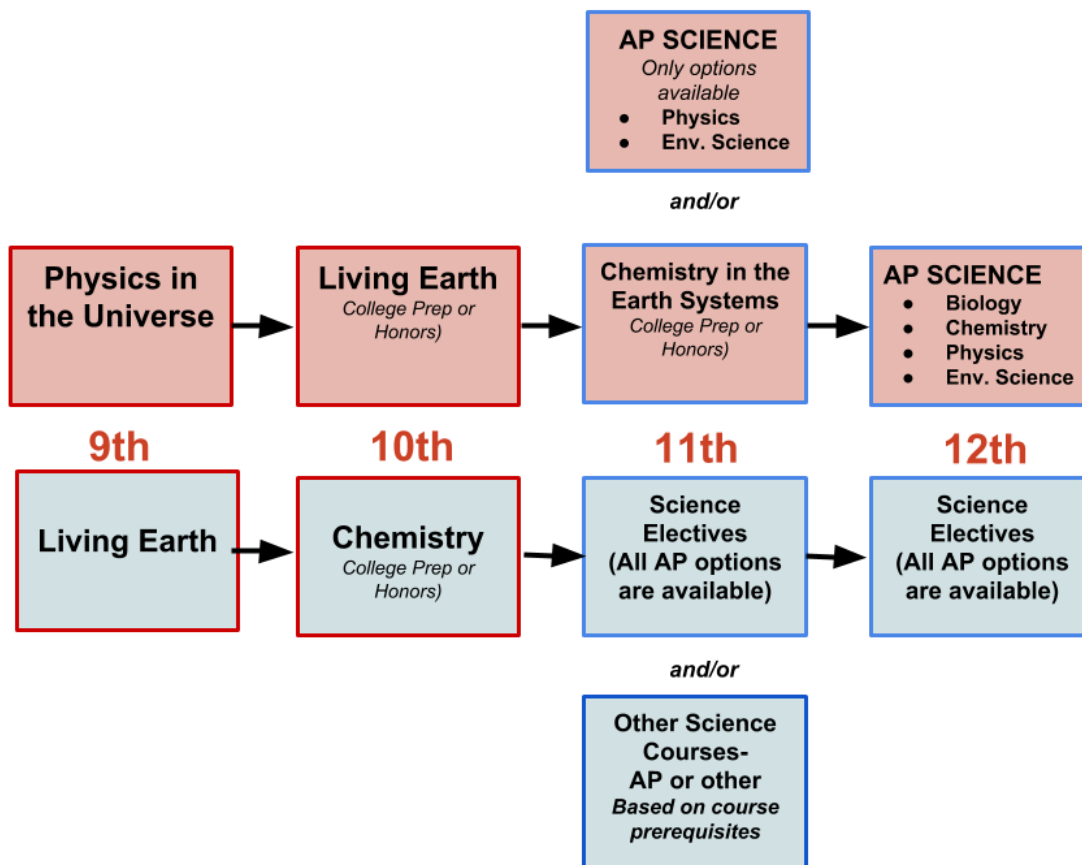 AP SCIENCE
Only options
available
● Physics
● Env. Science
and/or
Physics in
the Universe
Living Earth
College Prep or
Honors)
Chemistry in the
Earth Systems
College Prep or
Honors)
AP SCIENCE
● Biology
● Chemistry
● Physics
● Env. Science
9th
10th
11th
12th
Living Earth
Chemistry
College Prep or
Honors)
Science
Electives
(All AP options
are available)
Science
Electives
(All AP options
are available)
and/or
Other Science
Courses-
AP or other
Based on course
prerequisites